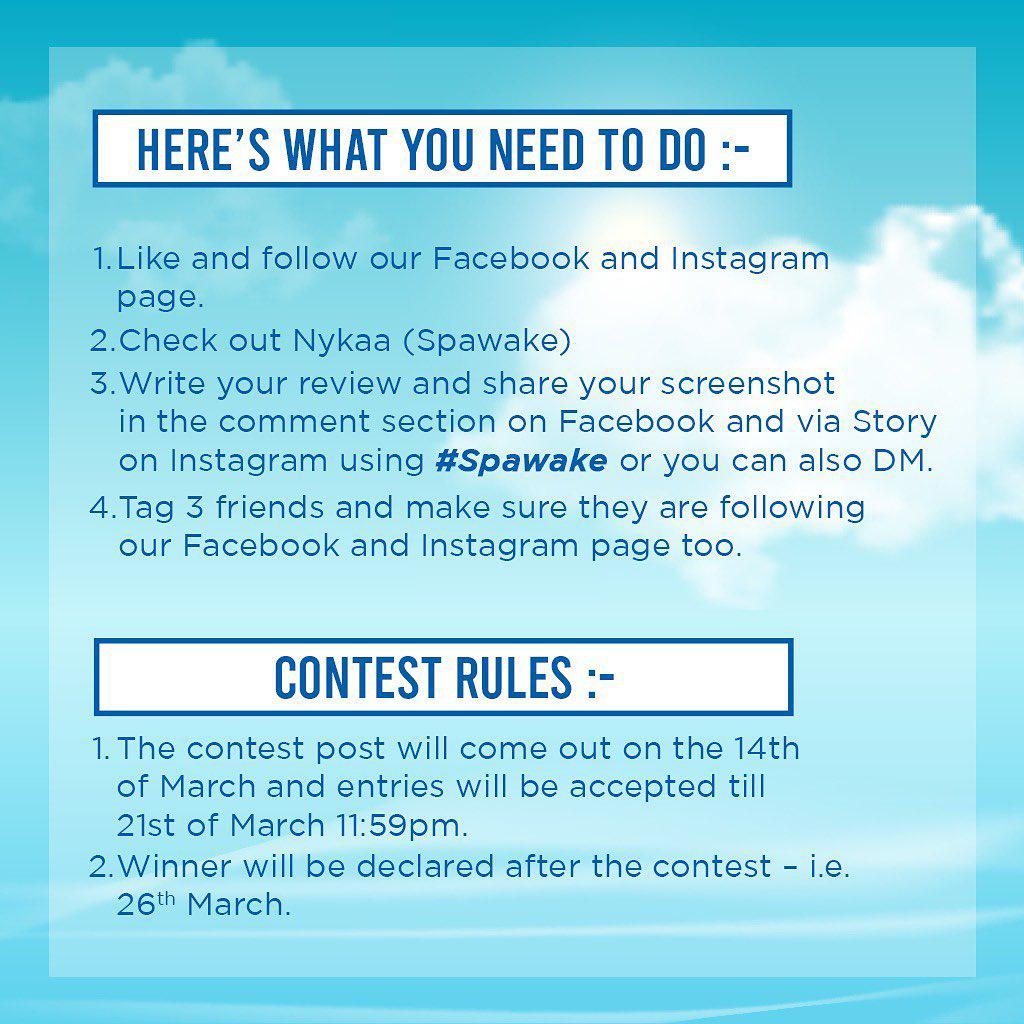 HERE'S WHAT YOU NEED TO DO :-
1. Like and follow our Facebook and Instagram
page.
2. Check out Nykaa (Spawake)
3. Write your review and share your screenshot
in the comment section on Facebook and via Story
on Instagram using #Spawake or you can also DM.
4. Tag 3 friends and make sure they are following
our Facebook and Instagram page too.
CONTEST RULES :-
1. The contest post will come out on the 14th
of March and entries will be accepted till
21st of March 11:59pm.
2. Winner will be declared after the contest – i.e.
26th March.